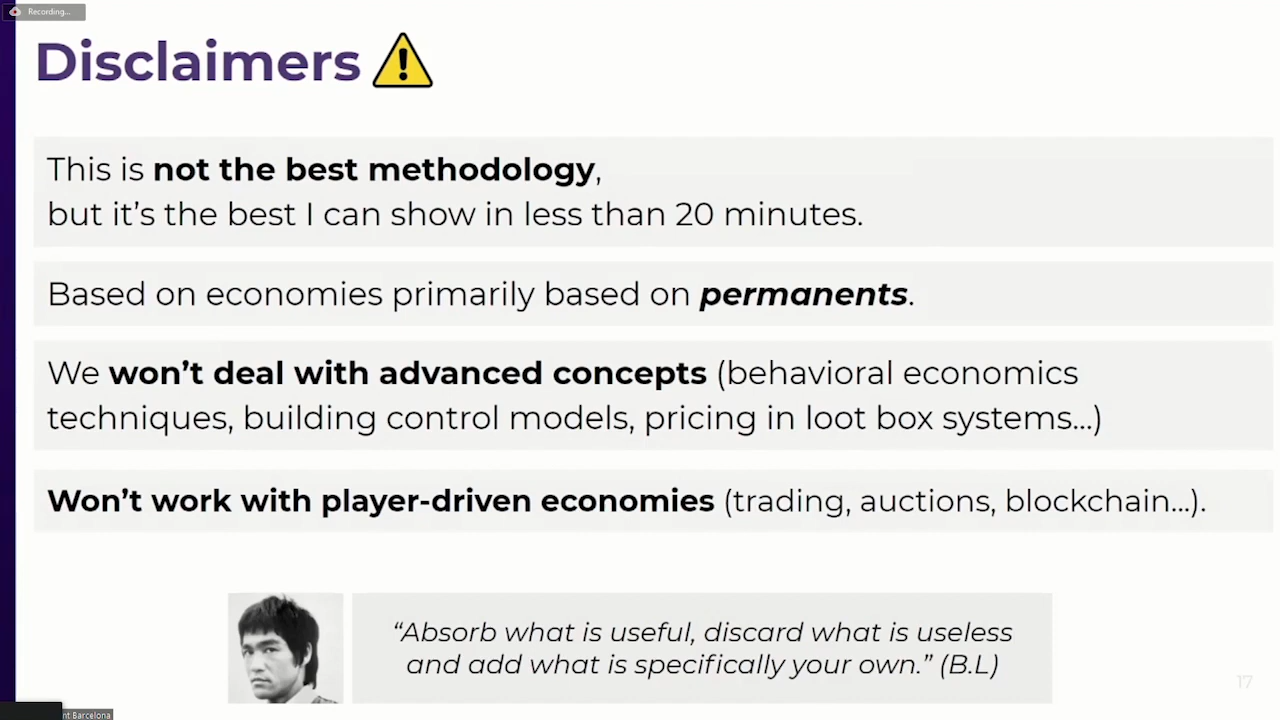 Recording...
Disclaimers
This is not the best methodology,
but it’s the best I can show in less than 20 minutes.
Based on economies primarily based on permanents.
We won’t deal with advanced concepts (behavioral economics
techniques, building control models, pricing in loot box systems...)
Won’t work with player-driven economies (trading, auctions, blockchain...).
“Absorb what is useful, discard what is useless
and add what is specifically your own.” (B.L)
17
Barcelona